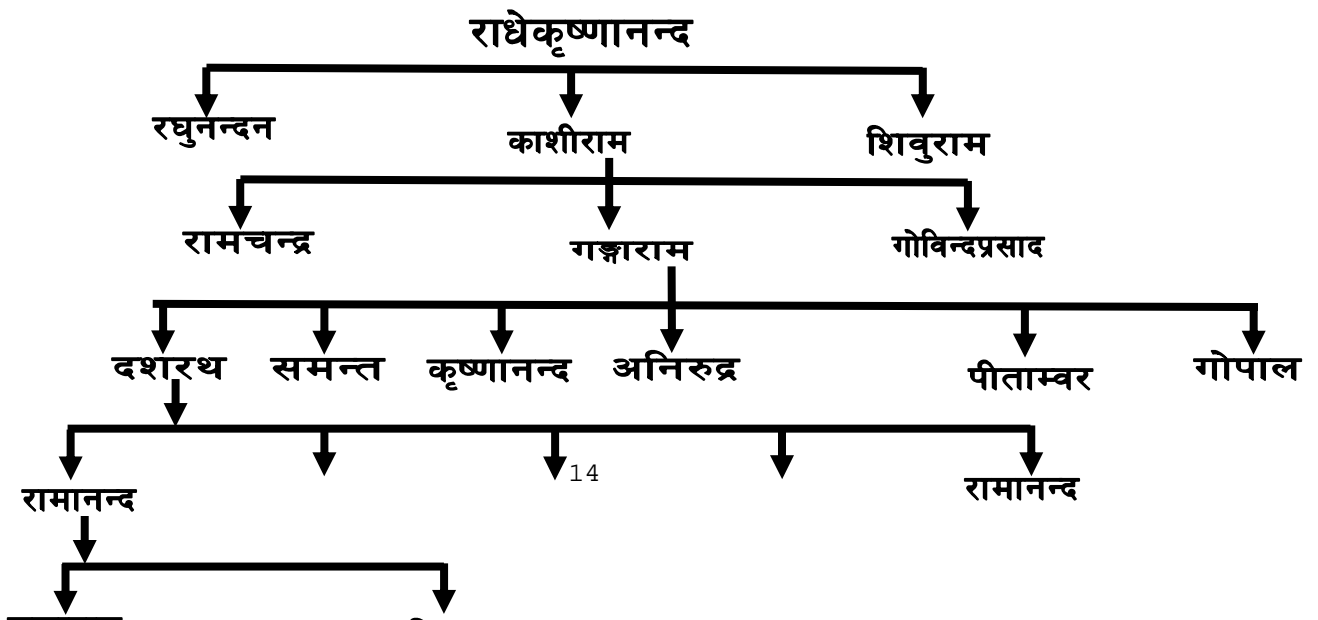 राधेकृष्णानन्द
रघुनन्दन काशीराम शिवुराम
रामचन्द्र गङ्गाराम गोविन्दप्रसाद
दशरथ समन्त कृष्णानन्द अनिरुद्र पीताम्वर गोपाल
14
रामानन्द रामानन्द